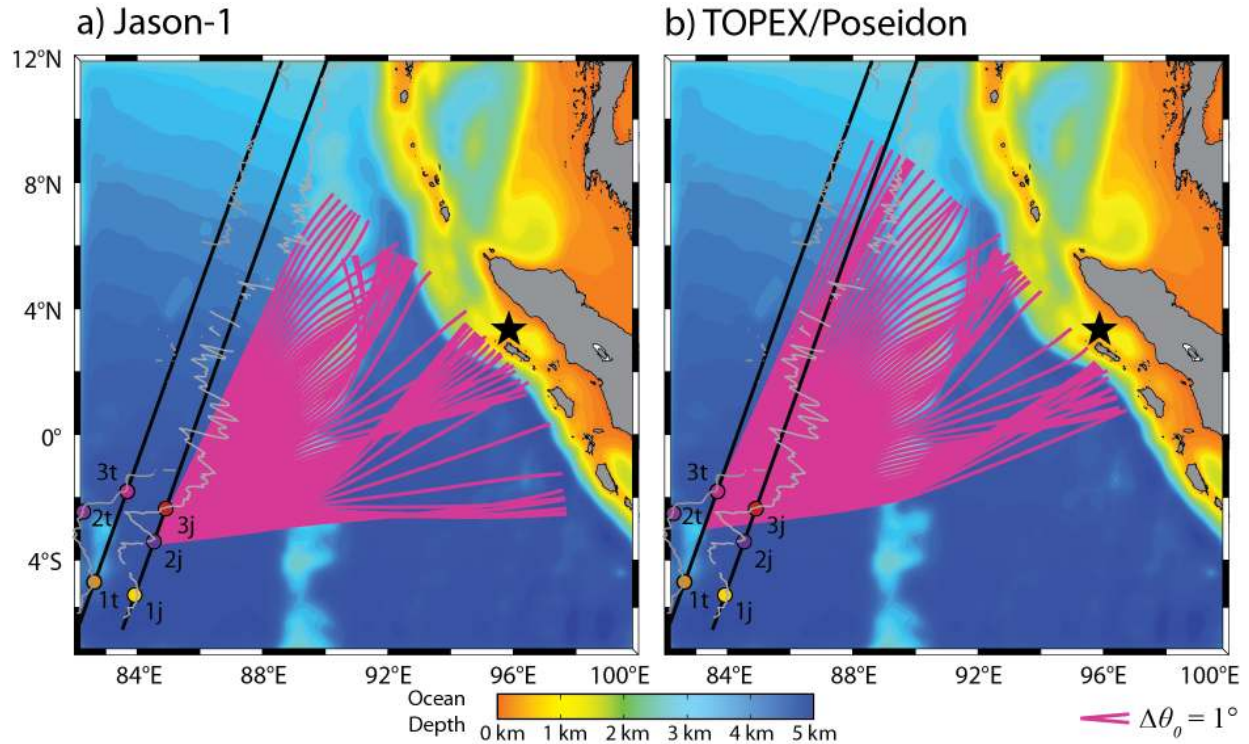 a) Jason-1
b) TOPEX/Poseidon
12°N
8°N
4°N
0°
4°S
3t
2t
1t
3j
2j
1j
3t
2t
1t
3j
2j
1j
84°E 88°E 92°E 96°E 100°E
84°E 88°E 92°E 96°E 100°E
Ocean
Depth
0 km 1 km 2 km 3 km 4 km 5 km
Δθ₀ = 1°